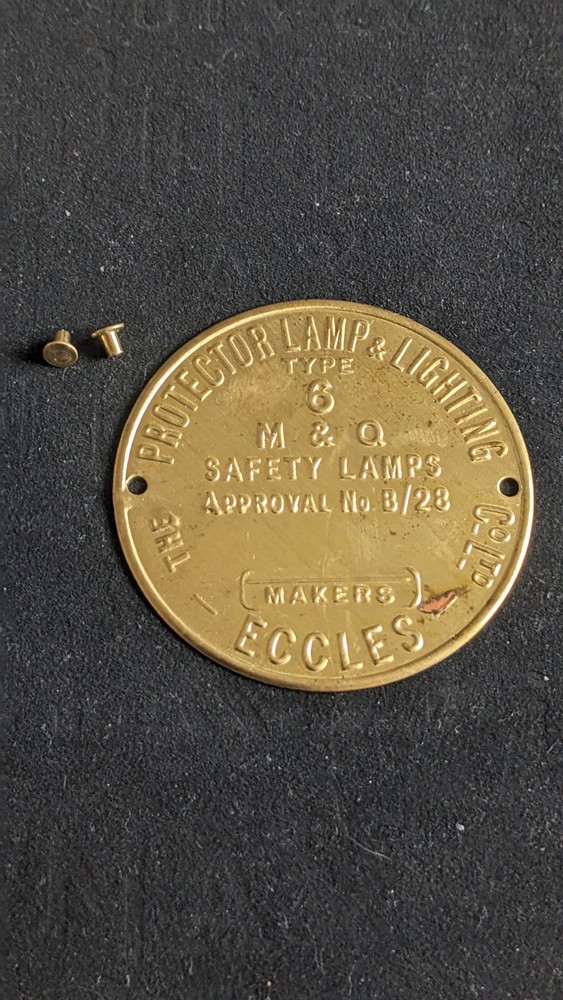 THE PROTECTOR LAMP & LIGHTING CO LTD
TYPE
6
M & Q
SAFETY LAMPS
APPROVAL No B/28
MAKERS
— ECCLES —